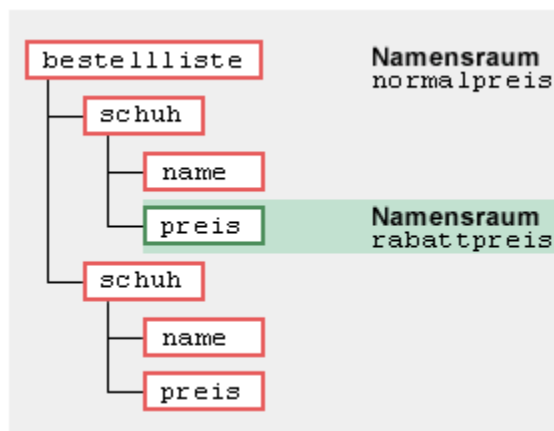 bestellliste
Namensraum
normalpreis
schuh
name
preis
Namensraum
rabattpreis
schuh
name
preis